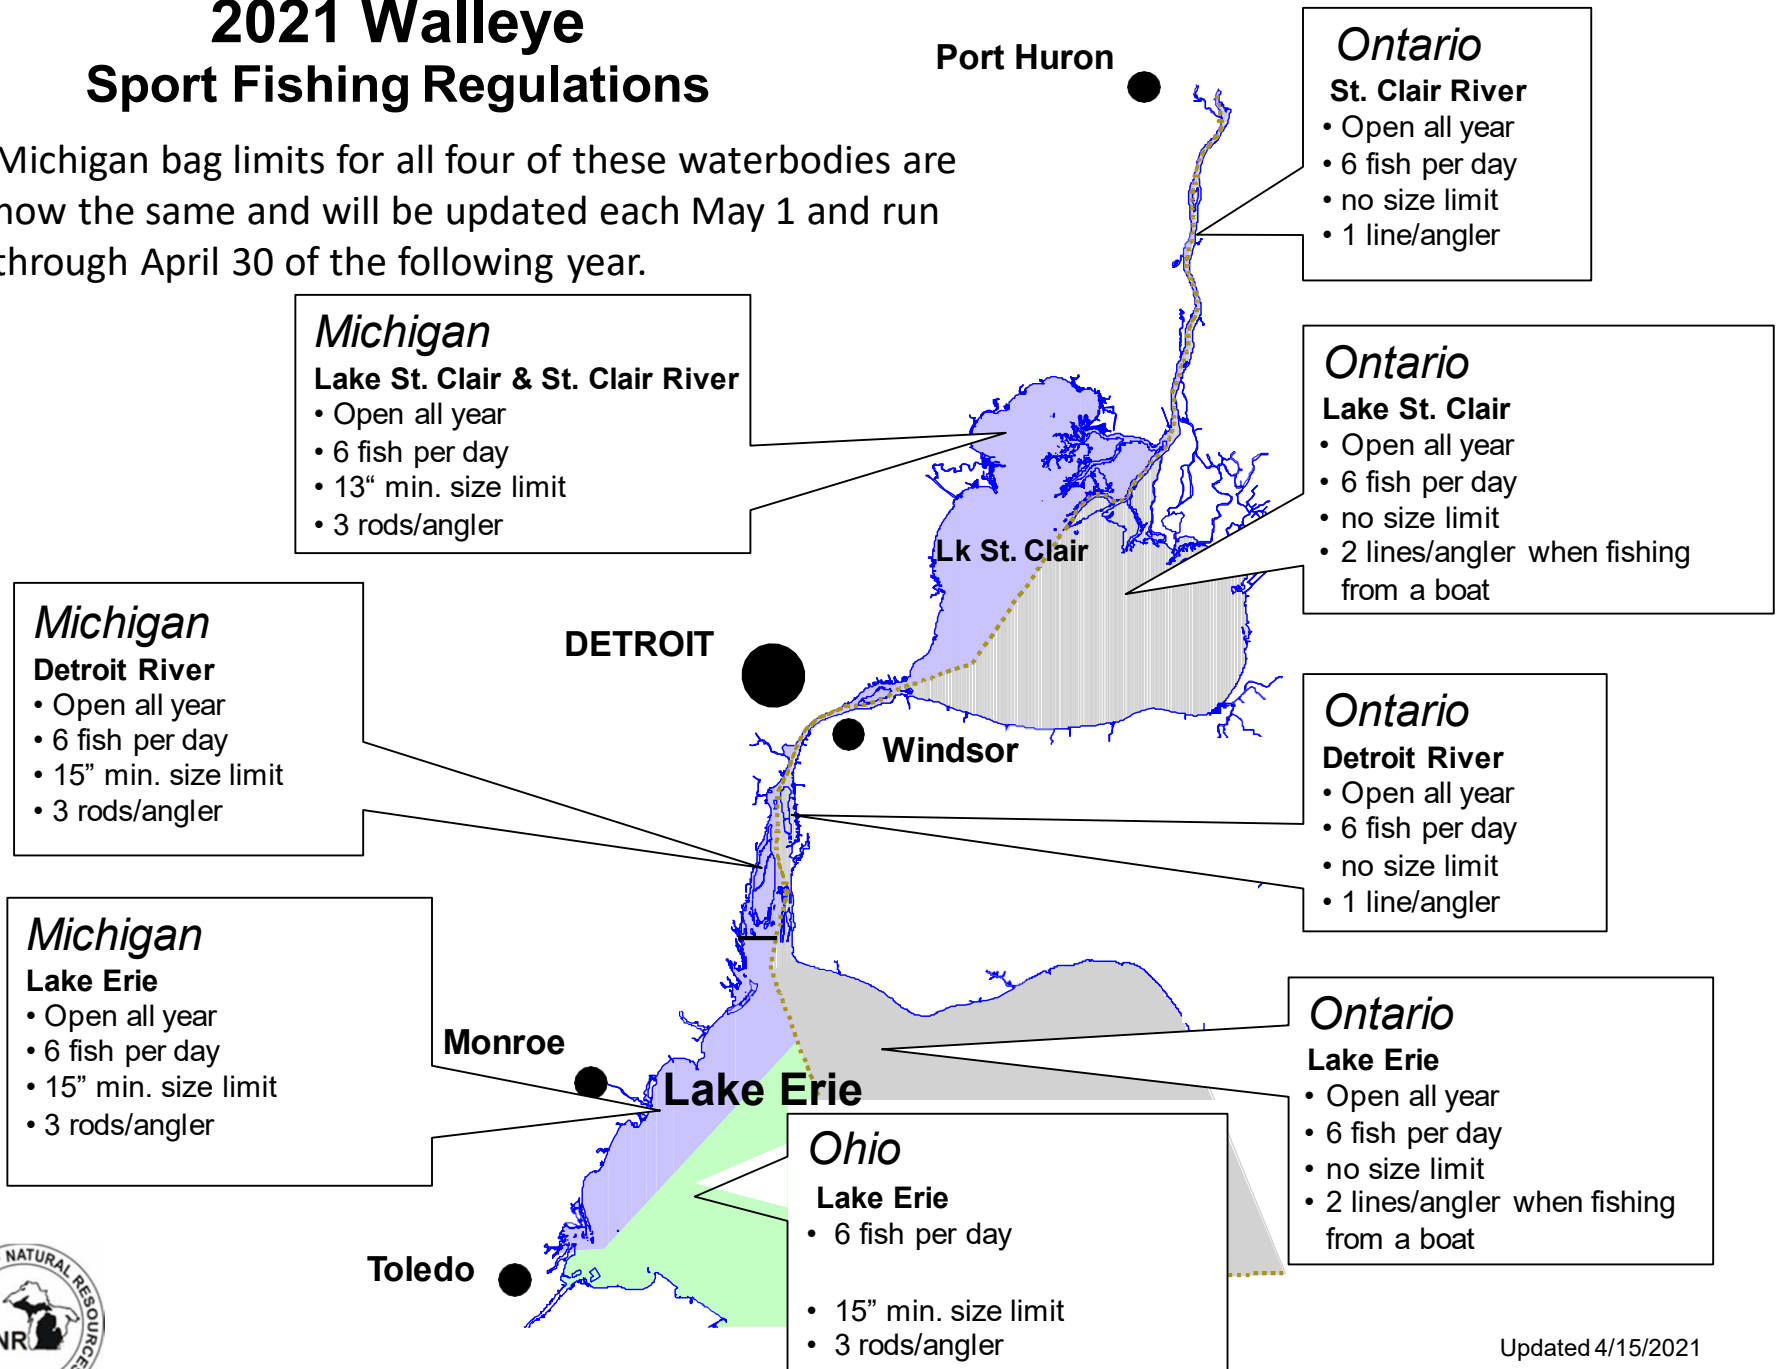 2021 Walleye
Sport Fishing Regulations
Michigan bag limits for all four of these waterbodies are
now the same and will be updated each May 1 and run
through April 30 of the following year.
Port Huron
Ontario
St. Clair River
• Open all year
• 6 fish per day
• no size limit
• 1 line/angler
Michigan
Lake St. Clair & St. Clair River
• Open all year
• 6 fish per day
• 13“ min. size limit
• 3 rods/angler
Ontario
Lake St. Clair
• Open all year
• 6 fish per day
• no size limit
• 2 lines/angler when fishing
from a boat
Lk St. Clair
Michigan
Detroit River
• Open all year
• 6 fish per day
• 15” min. size limit
• 3 rods/angler
DETROIT
Windsor
Ontario
Detroit River
• Open all year
• 6 fish per day
• no size limit
• 1 line/angler
Michigan
Lake Erie
• Open all year
• 6 fish per day
• 15” min. size limit
• 3 rods/angler
Monroe
Lake Erie
Ontario
Lake Erie
• Open all year
• 6 fish per day
• no size limit
• 2 lines/angler when fishing
from a boat
Ohio
Lake Erie
• 6 fish per day
• 15” min. size limit
• 3 rods/angler
Toledo
NATURAL RESOURCES
Updated 4/15/2021